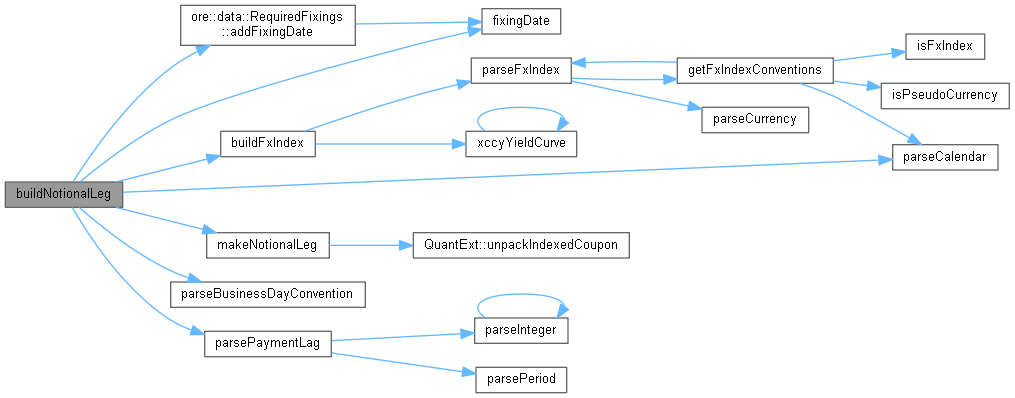 ore::data::RequiredFixings
::addFixingDate
fixingDate
isFxIndex
parseFxIndex
getFxIndexConventions
isPseudoCurrency
parseCurrency
buildFxIndex
xccyYieldCurve
parseCalendar
buildNotionalLeg
makeNotionalLeg
QuantExt::unpackIndexedCoupon
parseBusinessDayConvention
parseInteger
parsePaymentLag
parsePeriod